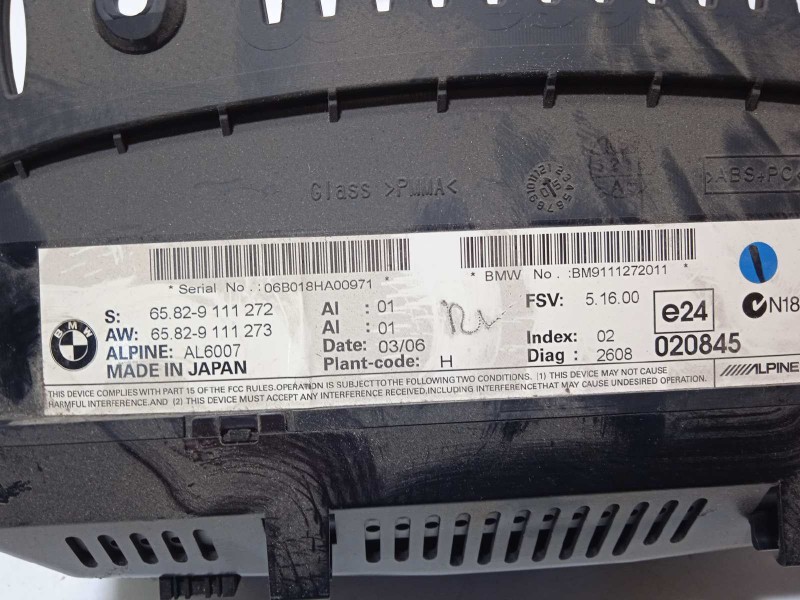 Glass >PMMA<
>ABS+PC<
* Serial No.:06B018HA00971 *
* BMW No.:BM9111272011 *
BMW
S: 65.82-9 111 272 AI : 01
AW: 65.82-9 111 273 AI : 01
ALPINE: AL6007 Date: 03/06
MADE IN JAPAN Plant-code: H
FSV: 5.16.00
Index: 02
Diag : 2608
e24
020845
N18
ALPINE
THIS DEVICE COMPLIES WITH PART 15 OF THE FCC RULES. OPERATION IS SUBJECT TO THE FOLLOWING TWO CONDITIONS. (1) THIS DEVICE MAY NOT CAUSE
HARMFUL INTERFERENCE.AND (2) THIS DEVICE MUST ACCEPT ANY INTERFERENCE RECEIVED,INCLUDING INTERFERENCE THAT MAY CAUSE UNDESIRED OPERATION.